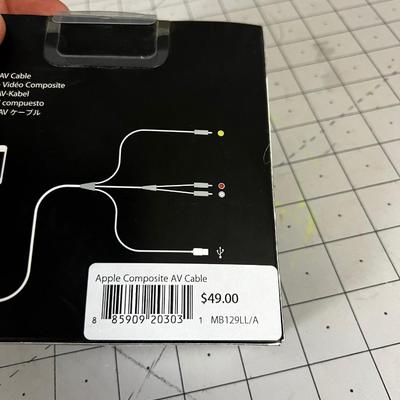 AV Cable
Vidéo Composite
AV-Kabel
compuesto
AV ケーブル
Apple Composite AV Cable
$49.00
8 85909 20303 1 MB129LL/A